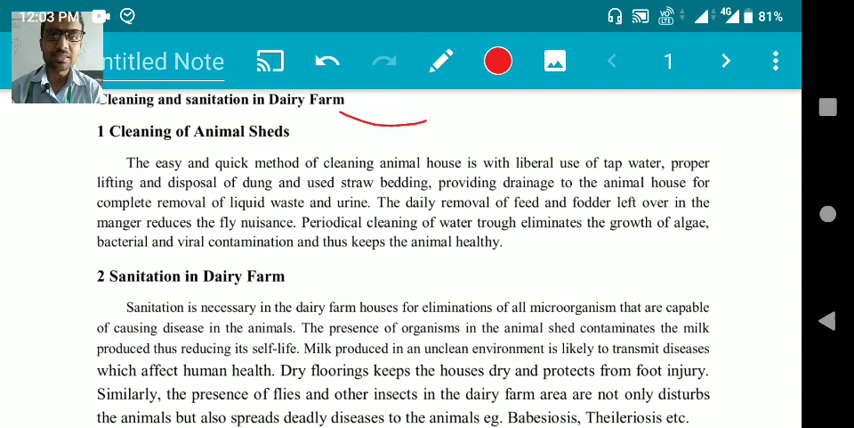 12:03 PM
VO LTE
4G
81%
ntitled Note
1
Cleaning and sanitation in Dairy Farm
1 Cleaning of Animal Sheds
The easy and quick method of cleaning animal house is with liberal use of tap water, proper
lifting and disposal of dung and used straw bedding, providing drainage to the animal house for
complete removal of liquid waste and urine. The daily removal of feed and fodder left over in the
manger reduces the fly nuisance. Periodical cleaning of water trough eliminates the growth of algae,
bacterial and viral contamination and thus keeps the animal healthy.
2 Sanitation in Dairy Farm
Sanitation is necessary in the dairy farm houses for eliminations of all microorganism that are capable
of causing disease in the animals. The presence of organisms in the animal shed contaminates the milk
produced thus reducing its self-life. Milk produced in an unclean environment is likely to transmit diseases
which affect human health. Dry floorings keeps the houses dry and protects from foot injury.
Similarly, the presence of flies and other insects in the dairy farm area are not only disturbs
the animals but also spreads deadly diseases to the animals eg. Babesiosis, Theileriosis etc.